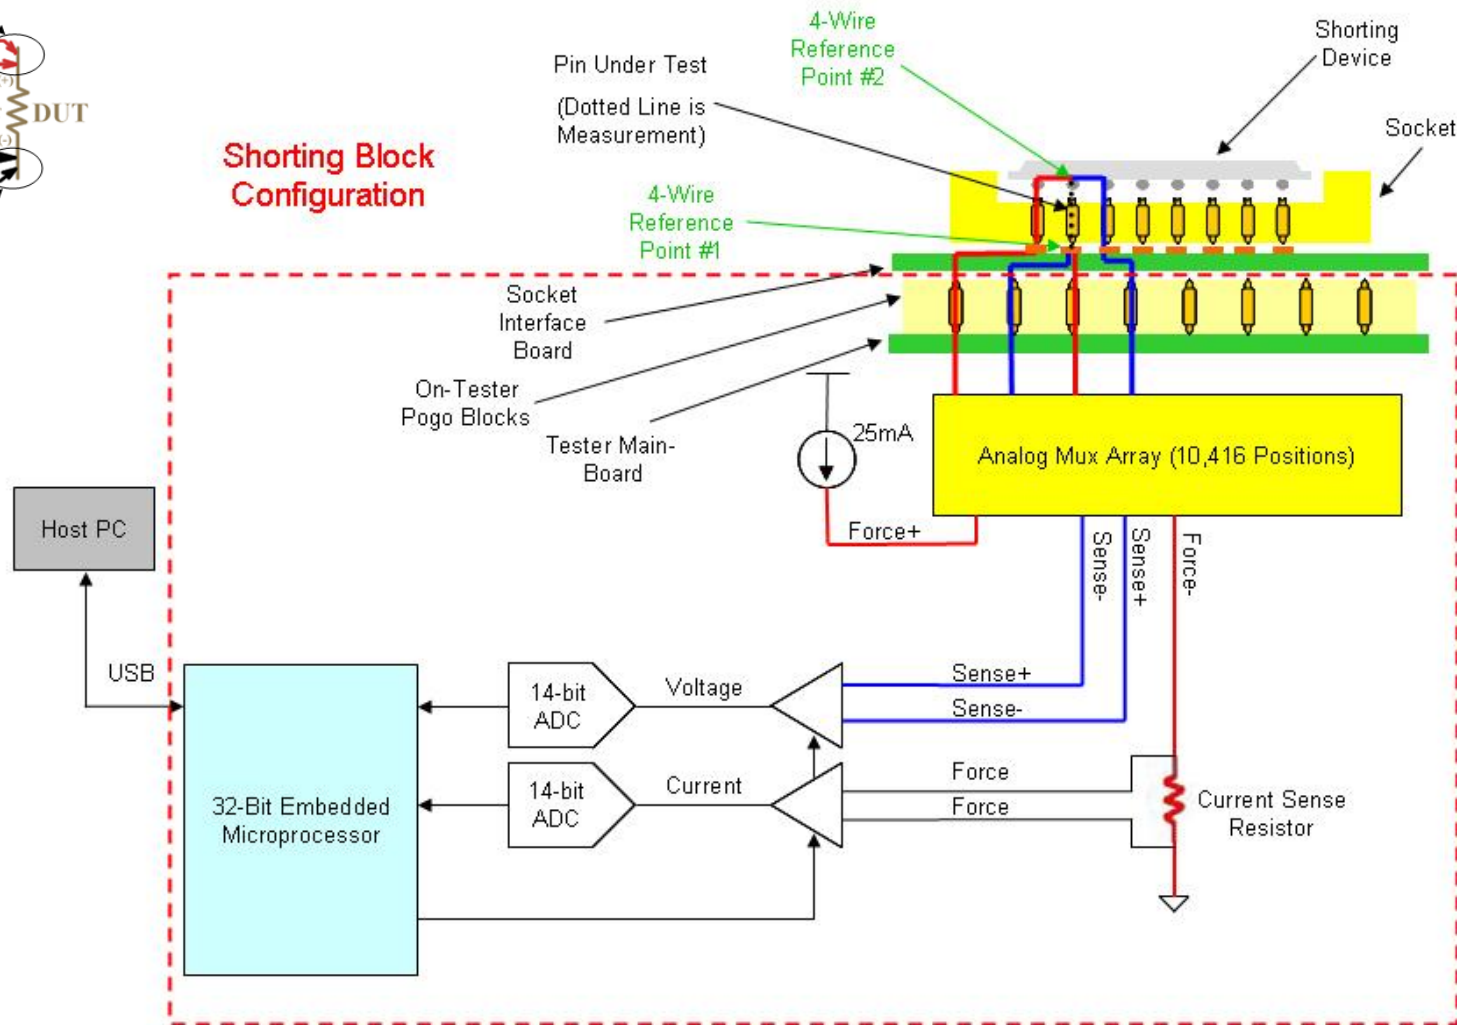 (+)
DUT
(-)
Shorting Block
Configuration
4-Wire
Reference
Point #2
Shorting
Device
Pin Under Test
(Dotted Line is
Measurement)
Socket
4-Wire
Reference
Point #1
Socket
Interface
Board
On-Tester
Pogo Blocks
Tester Main-
Board
25mA
Analog Mux Array (10,416 Positions)
Host PC
Force+
Sense-
Sense+
Force-
USB
14-bit
ADC
Voltage
Sense+
Sense-
32-Bit Embedded
Microprocessor
14-bit
ADC
Current
Force
Force
Current Sense
Resistor